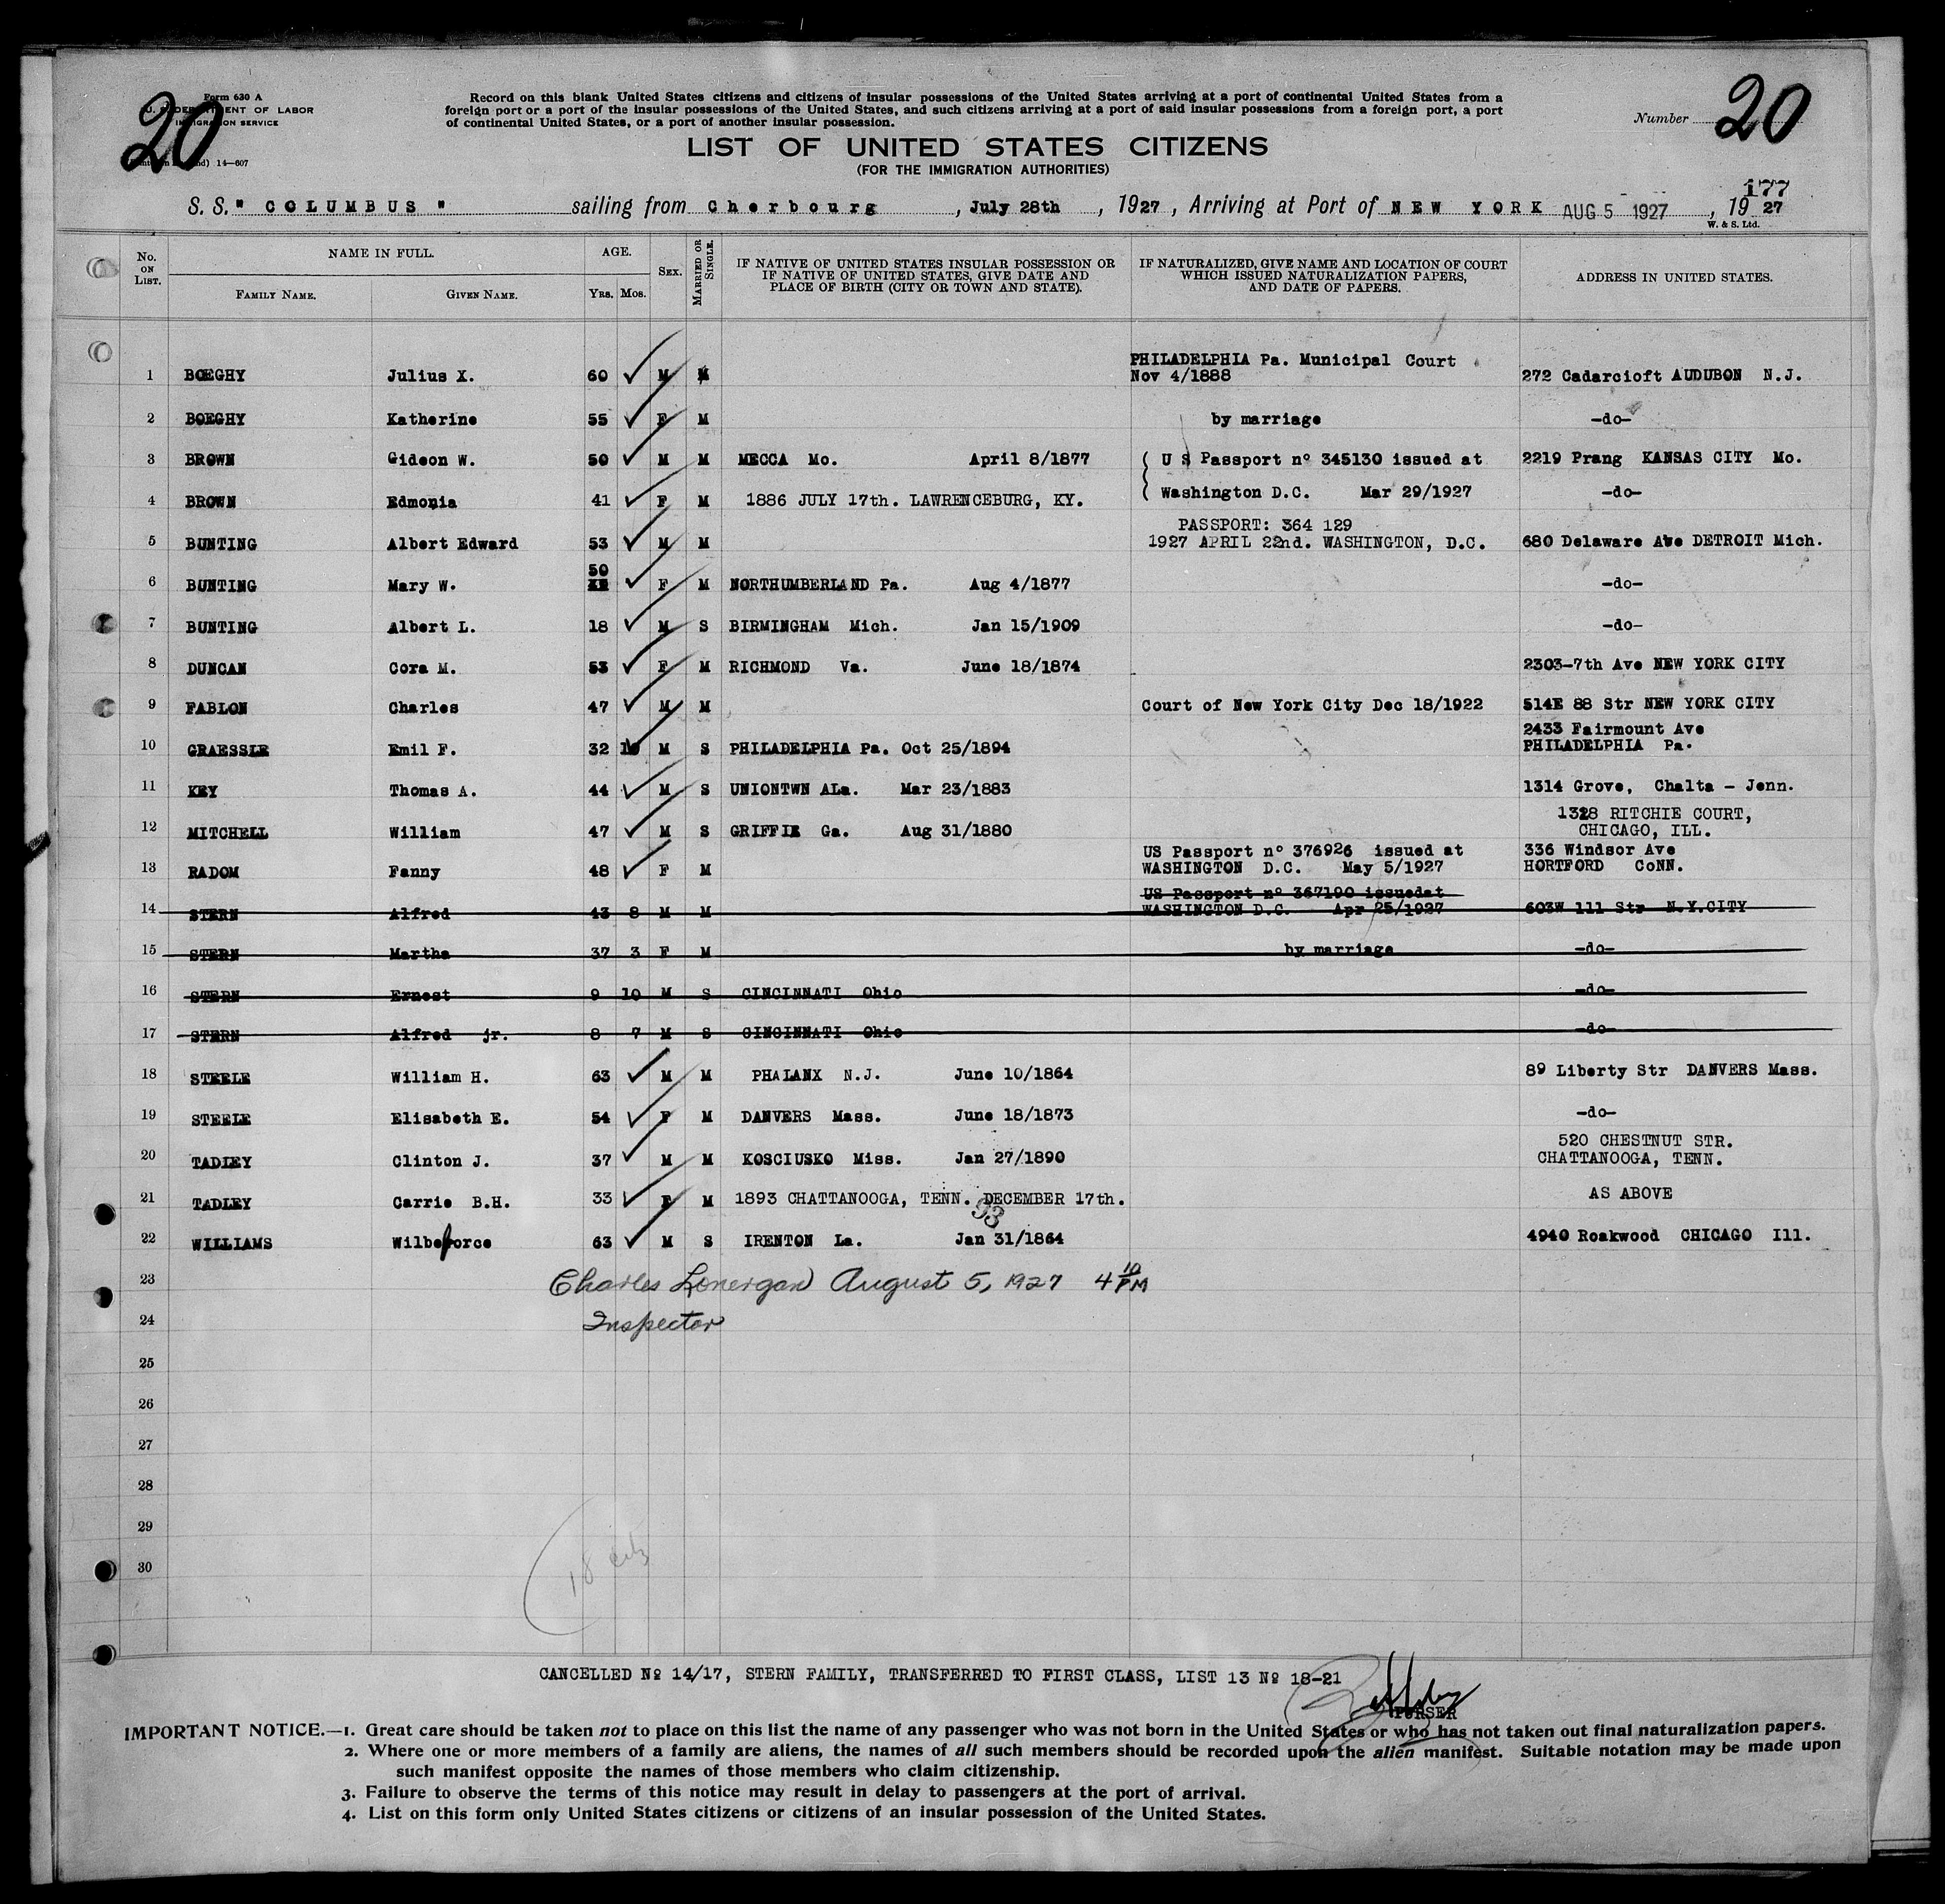 20
Form 630 A
U. S. DEPARTMENT OF LABOR
IMMIGRATION SERVICE
14—607
Record on this blank United States citizens and citizens of insular possessions of the United States arriving at a port of continental United States from a
foreign port or a port of the insular possessions of the United States, and such citizens arriving at a port of said insular possessions from a foreign port, a port
of continental United States, or a port of another insular possession.
Number 20
LIST OF UNITED STATES CITIZENS
(FOR THE IMMIGRATION AUTHORITIES)
177
S. S. " COLUMBUS " sailing from Cherbourg, July 28th, 1927, Arriving at Port of NEW YORK AUG 5 1927, 1927
W. & S. Ltd.
No. ON LIST. NAME IN FULL. FAMILY NAME. GIVEN NAME. AGE. YRS. MOS. SEX. MARRIED OR SINGLE. IF NATIVE OF UNITED STATES INSULAR POSSESSION OR IF NATIVE OF UNITED STATES, GIVE DATE AND PLACE OF BIRTH (CITY OR TOWN AND STATE). IF NATURALIZED, GIVE NAME AND LOCATION OF COURT WHICH ISSUED NATURALIZATION PAPERS, AND DATE OF PAPERS. ADDRESS IN UNITED STATES.
PHILADELPHIA Pa. Municipal Court
1 BOEGHY Julius X. 60 M M Nov 4/1888 272 Cadarcioft AUDUBON N.J.
2 BOEGHY Katherine 55 F M by marriage -do-
3 BROWN Gideon W. 50 M M MECCA Mo. April 8/1877 ( U S Passport nº 345130 issued at 2219 Prang KANSAS CITY Mo.
4 BROWN Edmonia 41 F M 1886 JULY 17th. LAWRENCEBURG, KY. ( Washington D.C. Mar 29/1927 -do-
PASSPORT: 364 129
5 BUNTING Albert Edward 53 M M 1927 APRIL 22nd. WASHINGTON, D.C. 680 Delaware Ave DETROIT Mich.
50
6 BUNTING Mary W. F M NORTHUMBERLAND Pa. Aug 4/1877 -do-
7 BUNTING Albert L. 18 M S BIRMINGHAM Mich. Jan 15/1909 -do-
8 DUNCAN Cora M. 53 F M RICHMOND Va. June 18/1874 2303-7th Ave NEW YORK CITY
9 FABLON Charles 47 M M Court of New York City Dec 18/1922 514E 88 Str NEW YORK CITY
2433 Fairmount Ave
10 GRAESSLE Emil F. 32 10 M S PHILADELPHIA Pa. Oct 25/1894 PHILADELPHIA Pa.
11 KEY Thomas A. 44 M S UNIONTWN ALa. Mar 23/1883 1314 Grove, Chalta - Jenn.
1328 RITCHIE COURT,
12 MITCHELL William 47 M S GRIFFIE Ga. Aug 31/1880 CHICAGO, ILL.
US Passport nº 376926 issued at 336 Windsor Ave
13 RADOM Fanny 48 F M WASHINGTON D.C. May 5/1927 HORTFORD CoNN.
US Passport nº 367190 issuedat
14 STERN Alfred 43 8 M M WASHINGTON D.C. Apr 25/1927 603W 111 Str N.Y.CITY
15 STERN Martha 37 3 F M by marriage -do-
16 STERN Ernest 9 10 M S CINCINNATI Ohio -do-
17 STERN Alfred jr. 8 7 M S CINCINNATI Ohio -do-
18 STEELE William H. 63 M M PHALANX N.J. June 10/1864 89 Liberty Str DANVERS Mass.
19 STEELE Elisabeth E. 54 F M DANVERS Mass. June 18/1873 -do-
520 CHESTNUT STR.
20 TADLEY Clinton J. 37 M M KOSCIUSKO Miss. Jan 27/1890 CHATTANOOGA, TENN.
21 TADLEY Carrie B.H. 33 F M 1893 CHATTANOOGA, TENN. DECEMBER 17th. AS ABOVE
93
22 WILLIAMS Wilbeforce 63 M S IRENTON La. Jan 31/1864 4940 Roakwood CHICAGO Ill.
23 Charles Lonergan August 5, 1927 4 10 PM
24 Inspector
25
26
27
28
29
30
18
CANCELLED Nº 14/17, STERN FAMILY, TRANSFERRED TO FIRST CLASS, LIST 13 Nº 18-21
PURSER
IMPORTANT NOTICE.—1. Great care should be taken not to place on this list the name of any passenger who was not born in the United States or who has not taken out final naturalization papers.
2. Where one or more members of a family are aliens, the names of all such members should be recorded upon the alien manifest. Suitable notation may be made upon
such manifest opposite the names of those members who claim citizenship.
3. Failure to observe the terms of this notice may result in delay to passengers at the port of arrival.
4. List on this form only United States citizens or citizens of an insular possession of the United States.